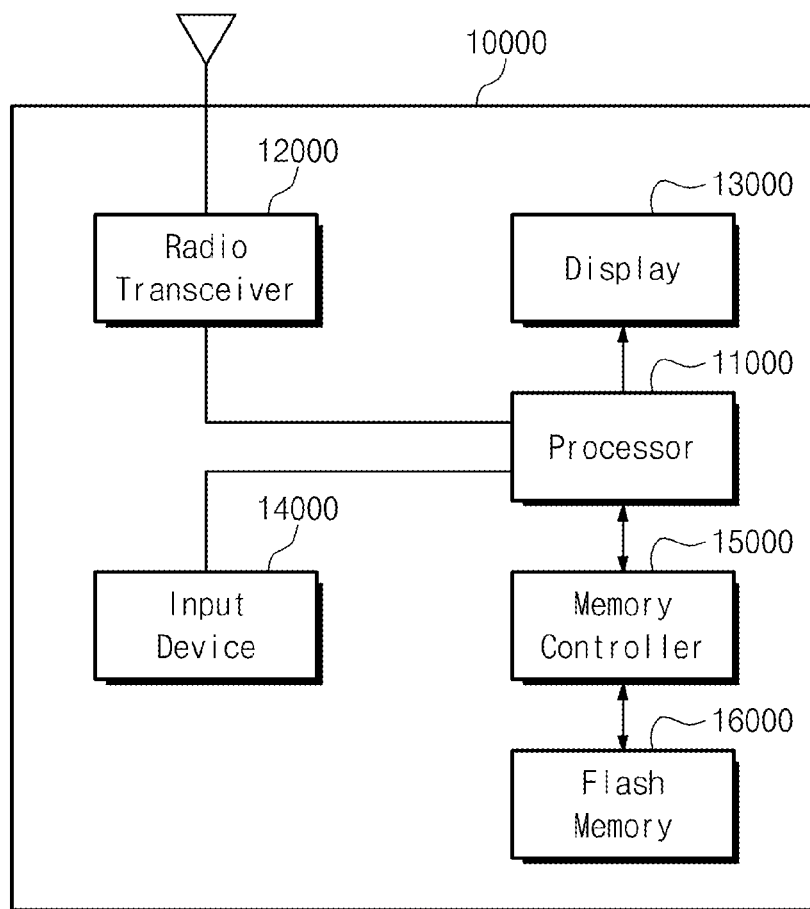 10000
12000
Radio
Transceiver
13000
Display
11000
Processor
14000
Input
Device
15000
Memory
Controller
16000
Flash
Memory